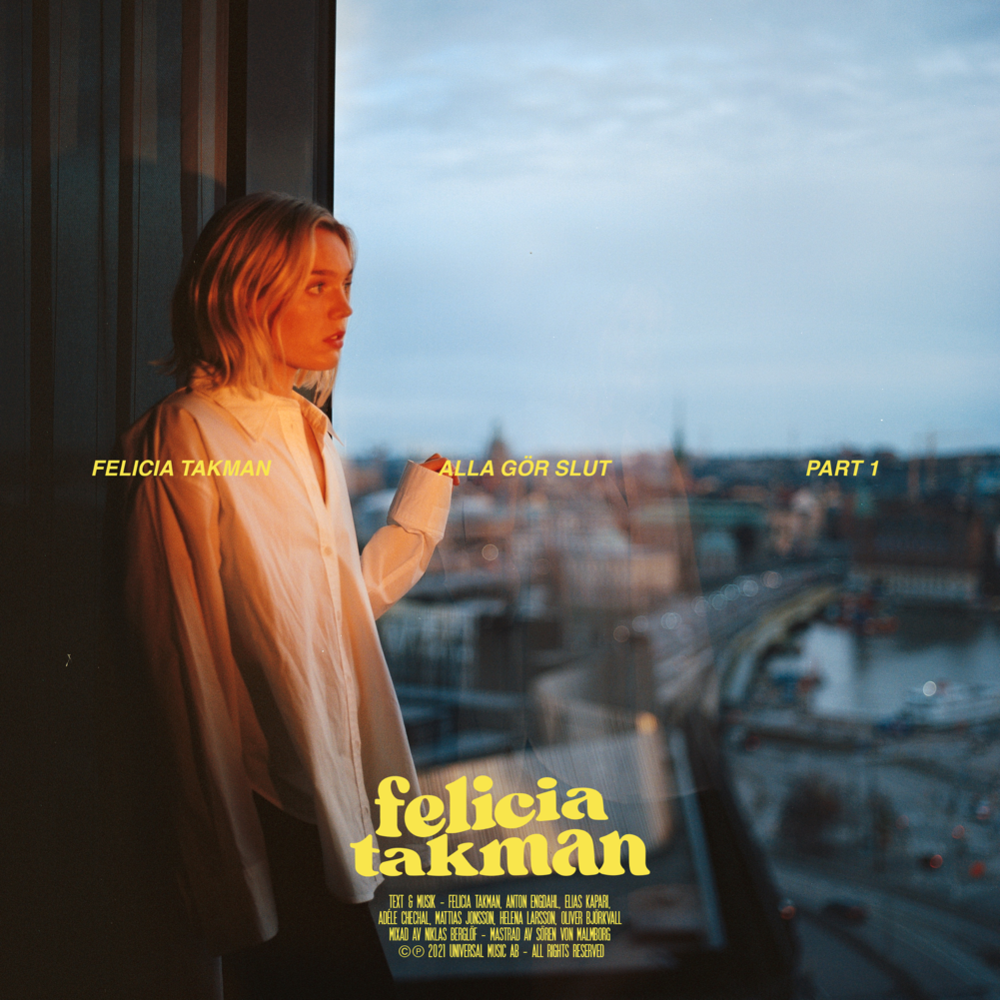 FELICIA TAKMAN ALLA GÖR SLUT PART 1
felicia
takman
TEXT & MUSIK - FELICIA TAKMAN, ANTON ENGDAHL, ELIAS KAPARI,
ADÉLE CHECHAL, MATTIAS JONSSON, HELENA LARSSON, OLIVER BJÖRKVALL
MIXAD AV NIKLAS BERGLÖF - MASTRAD AV SÖREN VON MALMBORG
©℗ 2021 UNIVERSAL MUSIC AB - ALL RIGHTS RESERVED